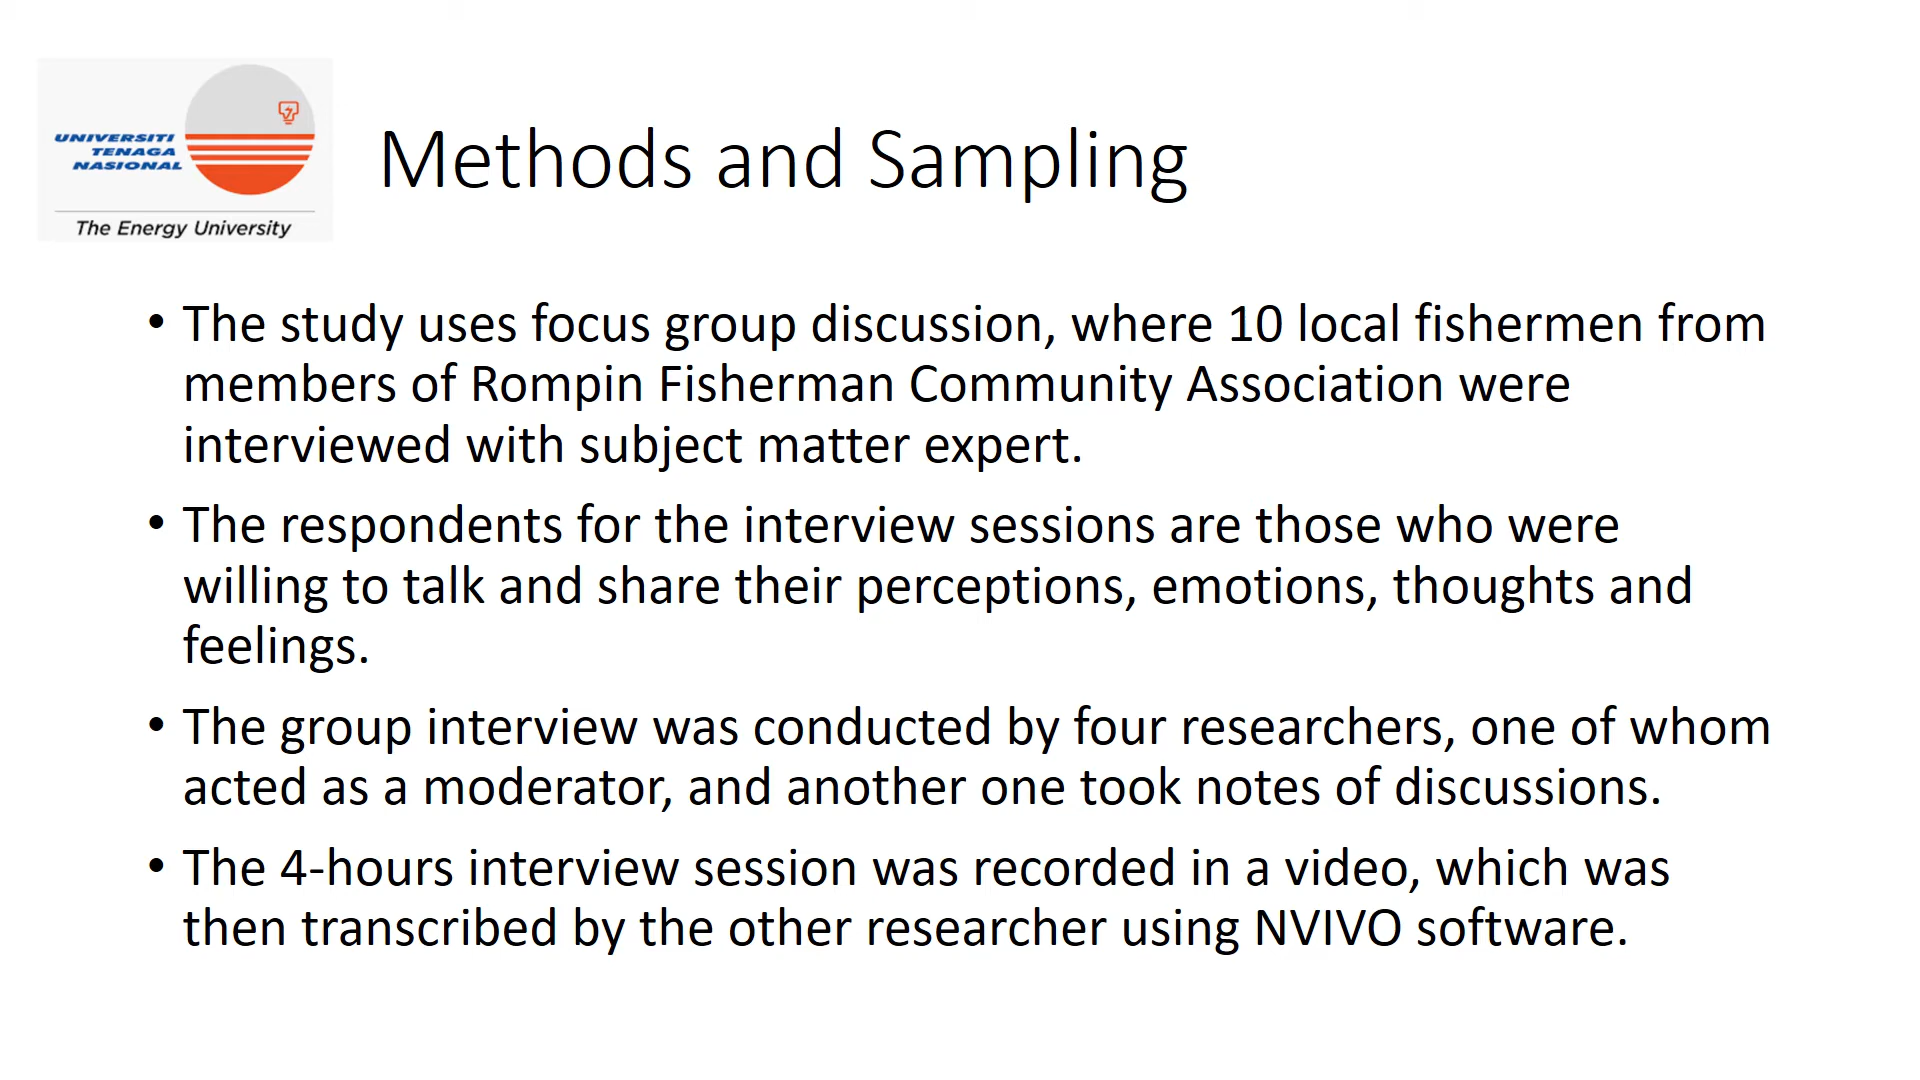 UNIVERSITI
TENAGA
NASIONAL
The Energy University
Methods and Sampling
• The study uses focus group discussion, where 10 local fishermen from
members of Rompin Fisherman Community Association were
interviewed with subject matter expert.
• The respondents for the interview sessions are those who were
willing to talk and share their perceptions, emotions, thoughts and
feelings.
• The group interview was conducted by four researchers, one of whom
acted as a moderator, and another one took notes of discussions.
• The 4-hours interview session was recorded in a video, which was
then transcribed by the other researcher using NVIVO software.